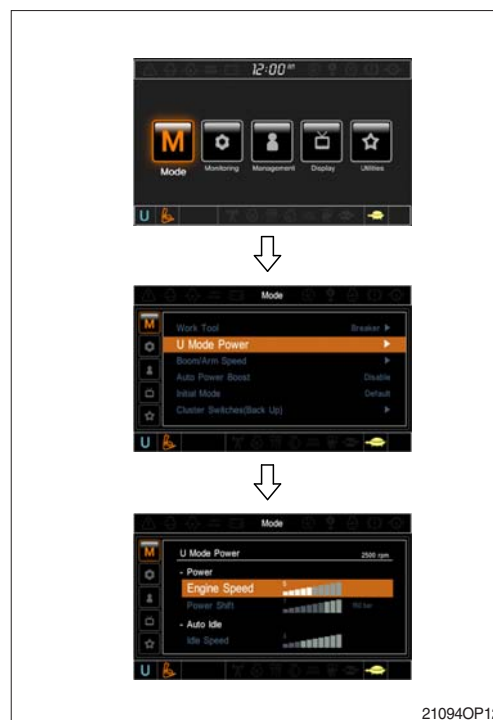 12:00
M
Mode
Monitoring
Management
Display
Utilities
U
Mode
M
Work Tool Breaker
U Mode Power
Boom/Arm Speed
Auto Power Boost Disable
Initial Mode Default
Cluster Switches(Back Up)
U
Mode
M
U Mode Power 2500 rpm
- Power
Engine Speed 5
Power Shift
- Auto Idle
Idle Speed
U